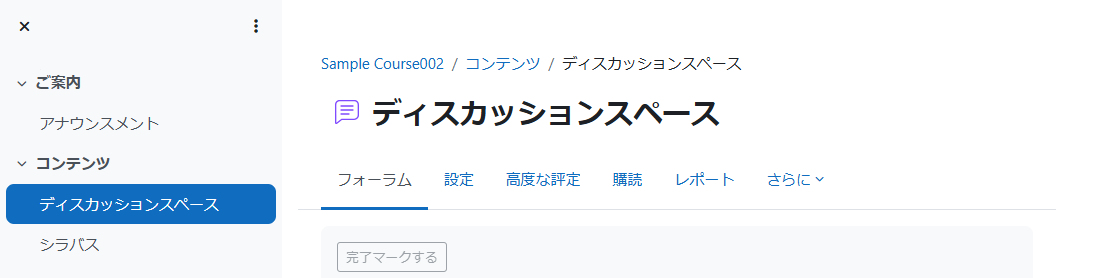 ご案内
アナウンスメント
コンテンツ
ディスカッションスペース
シラバス
Sample Course002 / コンテンツ / ディスカッションスペース
ディスカッションスペース
フォーラム 設定 高度な評定 購読 レポート さらに
完了マークする